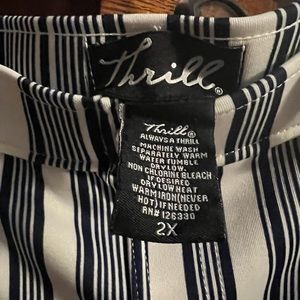 Thrill®
Thrill®
ALWAYS A THRILL
MACHINE WASH
SEPARATELY WARM
WATER TUMBLE
DRY LOW
NON CHLORINE BLEACH
IF DESIRED
DRY LOW HEAT
WARM IRON (NEVER
HOT) IF NEEDED
RN# 126330
2X